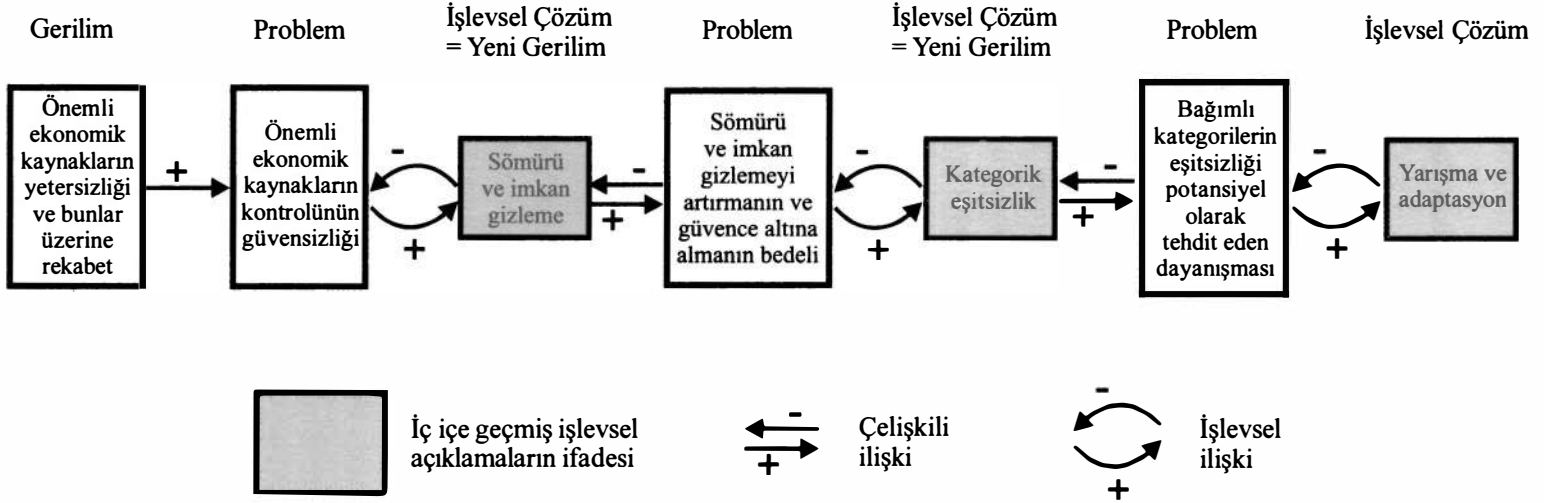 Gerilim
Problem
İşlevsel Çözüm
= Yeni Gerilim
Problem
İşlevsel Çözüm
= Yeni Gerilim
Problem
İşlevsel Çözüm
Önemli
ekonomik
kaynakların
yetersizliği
ve bunlar
üzerine
rekabet
+
Önemli
ekonomik
kaynakların
kontrolünün
güvensizliği
-
+
Sömürü
ve imkan
gizleme
-
+
Sömürü
ve imkan
gizlemeyi
artırmanın ve
güvence altına
almanın bedeli
-
+
Kategorik
eşitsizlik
-
+
Bağımlı
kategorilerin
eşitsizliği
potansiyel
olarak
tehdit eden
dayanışması
-
+
Yarışma ve
adaptasyon
İç içe geçmiş işlevsel
açıklamaların ifadesi
-
+
Çelişkili
ilişki
-
+
İşlevsel
ilişki